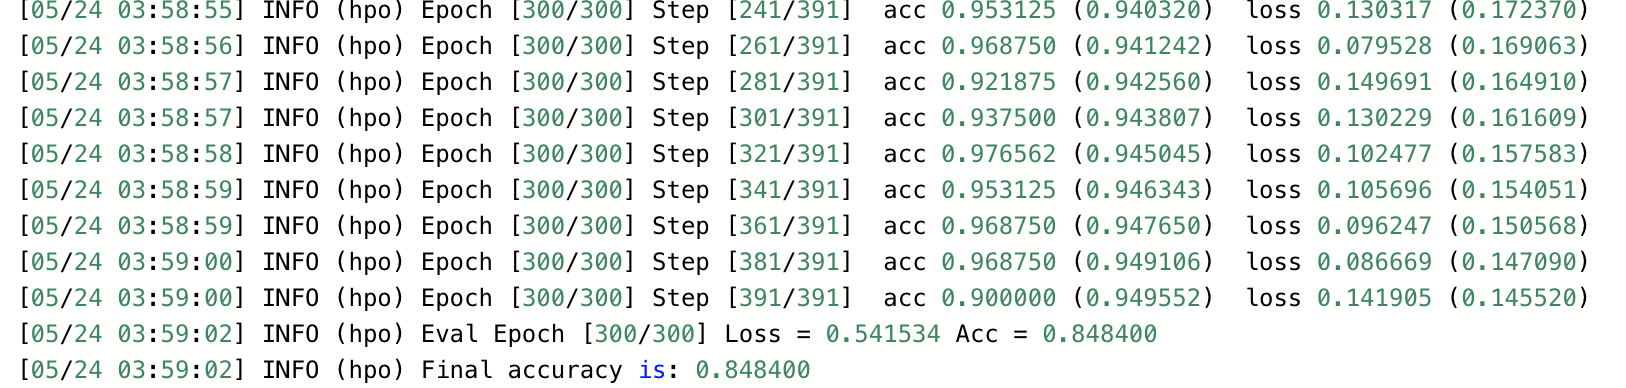 [05/24 03:58:55] INFO (hpo) Epoch [300/300] Step [241/391]  acc 0.953125 (0.940320)  loss 0.130317 (0.172370)
[05/24 03:58:56] INFO (hpo) Epoch [300/300] Step [261/391]  acc 0.968750 (0.941242)  loss 0.079528 (0.169063)
[05/24 03:58:57] INFO (hpo) Epoch [300/300] Step [281/391]  acc 0.921875 (0.942560)  loss 0.149691 (0.164910)
[05/24 03:58:57] INFO (hpo) Epoch [300/300] Step [301/391]  acc 0.937500 (0.943807)  loss 0.130229 (0.161609)
[05/24 03:58:58] INFO (hpo) Epoch [300/300] Step [321/391]  acc 0.976562 (0.945045)  loss 0.102477 (0.157583)
[05/24 03:58:59] INFO (hpo) Epoch [300/300] Step [341/391]  acc 0.953125 (0.946343)  loss 0.105696 (0.154051)
[05/24 03:58:59] INFO (hpo) Epoch [300/300] Step [361/391]  acc 0.968750 (0.947650)  loss 0.096247 (0.150568)
[05/24 03:59:00] INFO (hpo) Epoch [300/300] Step [381/391]  acc 0.968750 (0.949106)  loss 0.086669 (0.147090)
[05/24 03:59:00] INFO (hpo) Epoch [300/300] Step [391/391]  acc 0.900000 (0.949552)  loss 0.141905 (0.145520)
[05/24 03:59:02] INFO (hpo) Eval Epoch [300/300] Loss = 0.541534 Acc = 0.848400
[05/24 03:59:02] INFO (hpo) Final accuracy is: 0.848400